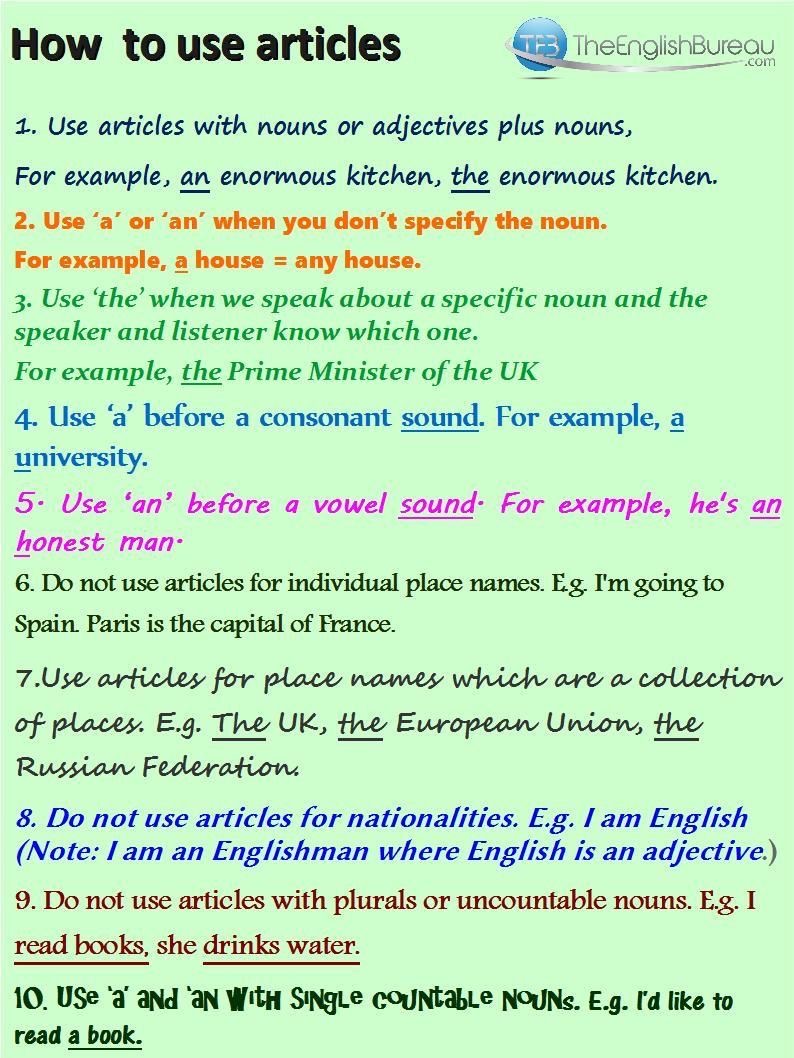 How to use articles
TFB TheEnglishBureau
.com
1. Use articles with nouns or adjectives plus nouns,
For example, an enormous kitchen, the enormous kitchen.
2. Use ‘a’ or ‘an’ when you don’t specify the noun.
For example, a house = any house.
3. Use ‘the’ when we speak about a specific noun and the
speaker and listener know which one.
For example, the Prime Minister of the UK
4. Use ‘a’ before a consonant sound. For example, a
university.
5. Use ‘an’ before a vowel sound. For example, he's an
honest man.
6. Do not use articles for individual place names. E.g. I'm going to
Spain. Paris is the capital of France.
7.Use articles for place names which are a collection
of places. E.g. The UK, the European Union, the
Russian Federation.
8. Do not use articles for nationalities. E.g. I am English
(Note: I am an Englishman where English is an adjective.)
9. Do not use articles with plurals or uncountable nouns. E.g. I
read books, she drinks water.
10. Use ‘a’ and ‘an with single countable nouns. E.g. I’d like to
read a book.